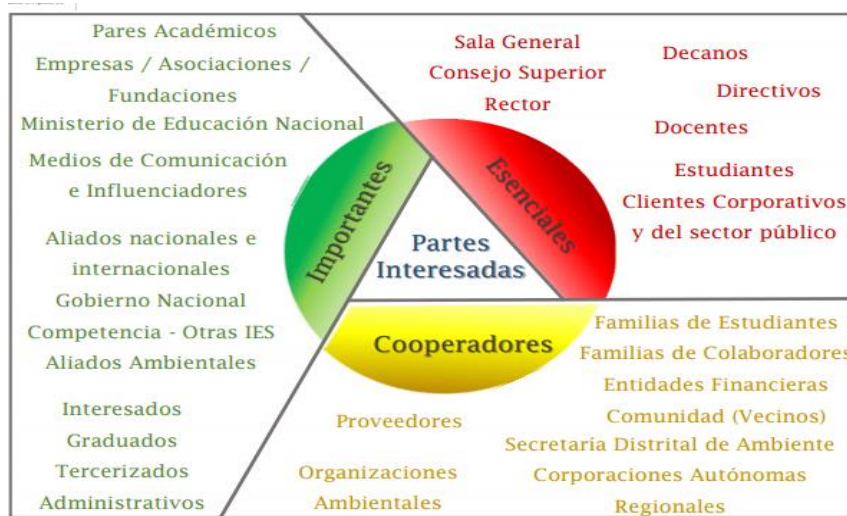 Pares Académicos
Empresas / Asociaciones /
Fundaciones
Ministerio de Educación Nacional
Medios de Comunicación
e Influenciadores
Aliados nacionales e
internacionales
Gobierno Nacional
Competencia - Otras IES
Aliados Ambientales
Interesados
Graduados
Tercerizados
Administrativos
Importantes
Sala General
Consejo Superior
Rector
Decanos
Directivos
Docentes
Estudiantes
Clientes Corporativos
y del sector público
Esenciales
Partes
Interesadas
Cooperadores
Proveedores
Organizaciones
Ambientales
Familias de Estudiantes
Familias de Colaboradores
Entidades Financieras
Comunidad (Vecinos)
Secretaría Distrital de Ambiente
Corporaciones Autónomas
Regionales